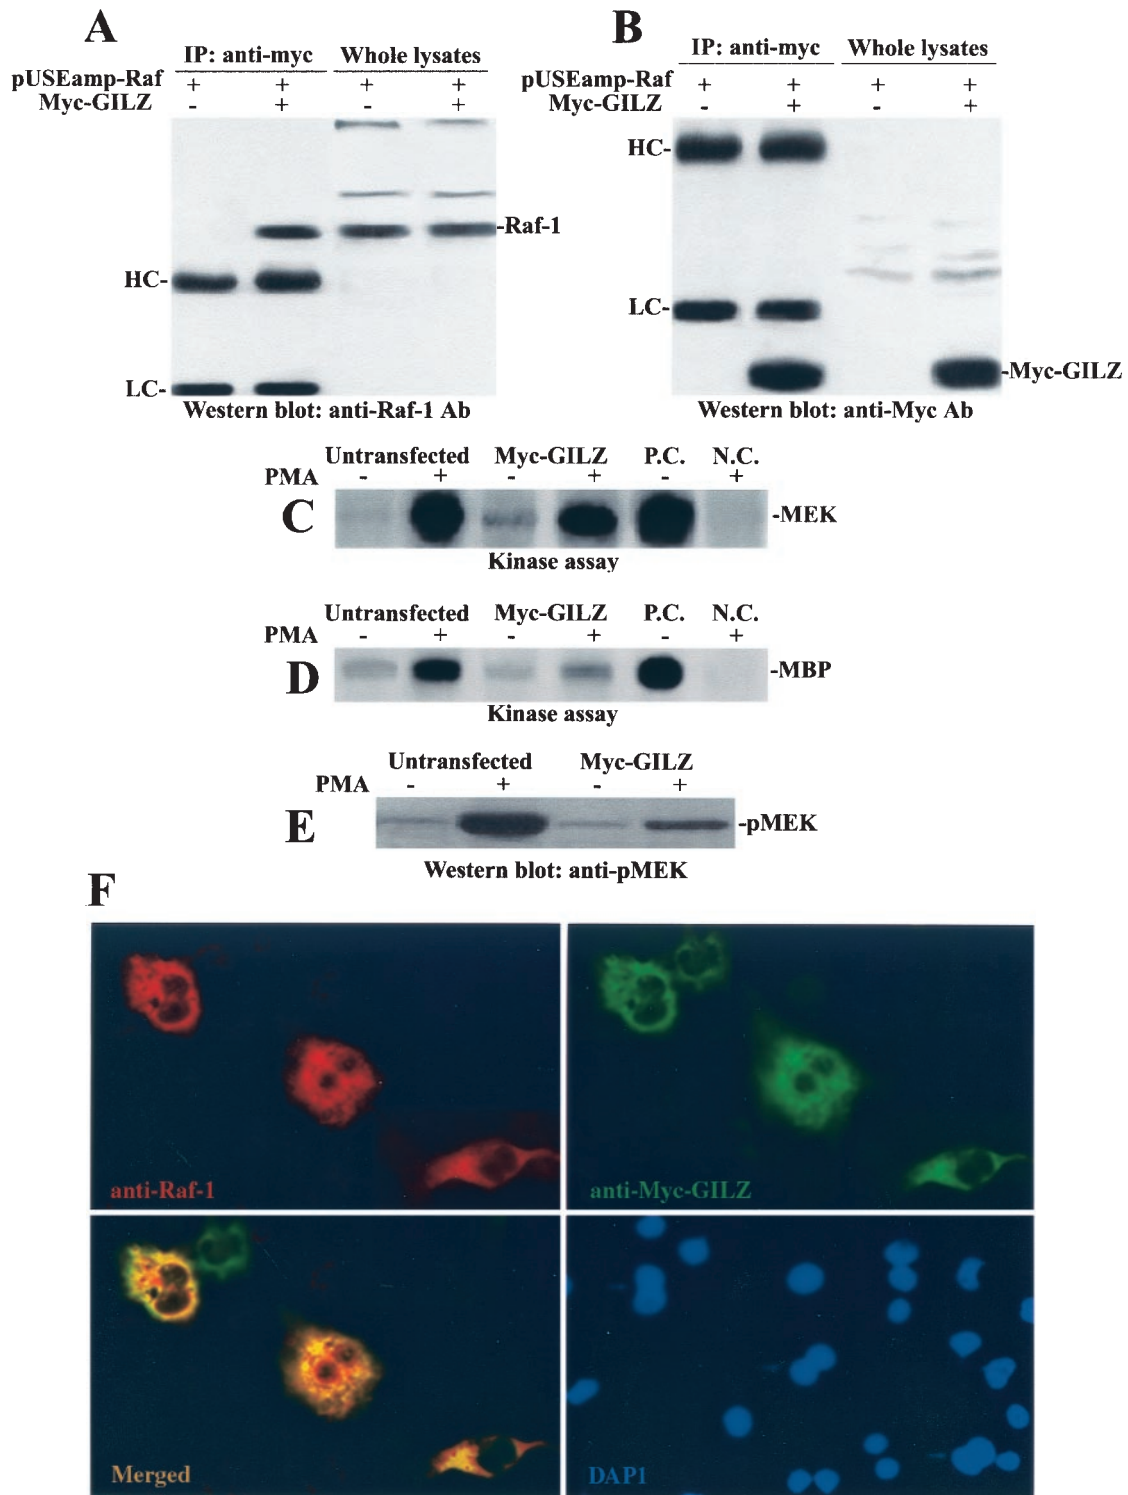 A
IP: anti-myc Whole lysates
pUSEamp-Raf + + + +
Myc-GILZ - + - +
-Raf-1
HC-
LC-
Western blot: anti-Raf-1 Ab
B
IP: anti-myc Whole lysates
pUSEamp-Raf + + + +
Myc-GILZ - + - +
HC-
LC-
-Myc-GILZ
Western blot: anti-Myc Ab
C
Untransfected Myc-GILZ P.C. N.C.
PMA - + - + - +
-MEK
Kinase assay
D
Untransfected Myc-GILZ P.C. N.C.
PMA - + - + - +
-MBP
Kinase assay
E
Untransfected Myc-GILZ
PMA - + - +
-pMEK
Western blot: anti-pMEK
F
anti-Raf-1
anti-Myc-GILZ
Merged
DAP1